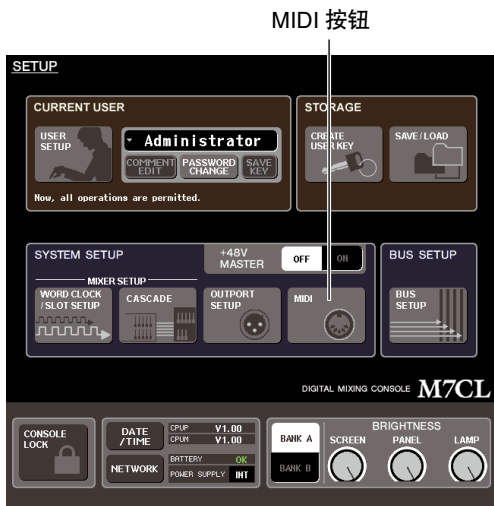 MIDI 按钮
SETUP
CURRENT USER
STORAGE
USER
SETUP
Administrator
COMMENT
EDIT
PASSWORD
CHANGE
SAVE
KEY
Now, all operations are permitted.
CREATE
USER KEY
SAVE/LOAD
SYSTEM SETUP
+48V
MASTER
OFF
ON
BUS SETUP
MIXER SETUP
WORD CLOCK
/SLOT SETUP
CASCADE
OUTPORT
SETUP
MIDI
BUS
SETUP
DIGITAL MIXING CONSOLE M7CL
CONSOLE
LOCK
DATE
/TIME
CPUP V1.00
CPUM V1.00
NETWORK
BATTERY OK
POWER SUPPLY INT
BANK A
BANK B
BRIGHTNESS
SCREEN PANEL LAMP